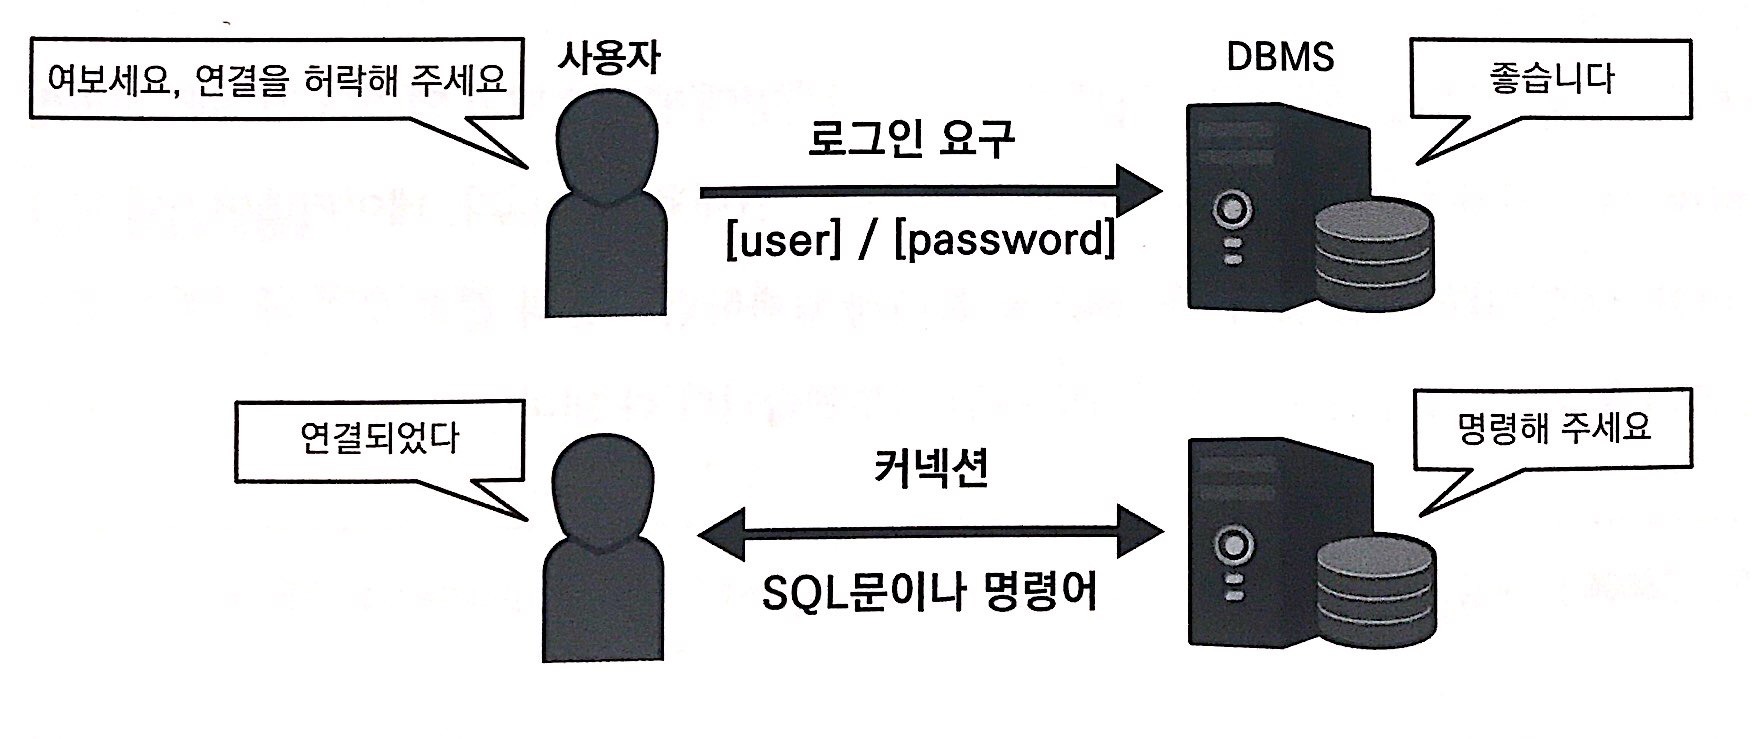 사용자
DBMS
여보세요, 연결을 허락해 주세요
좋습니다
로그인 요구
[user] / [password]
연결되었다
명령해 주세요
커넥션
SQL문이나 명령어